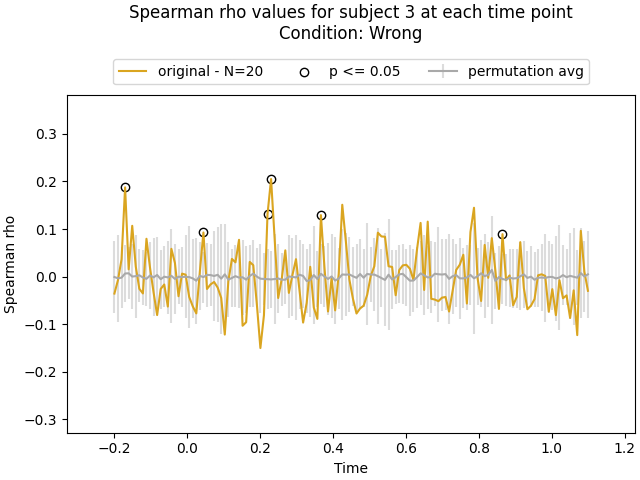 Spearman rho values for subject 3 at each time point
Condition: Wrong
original - N=20
p <= 0.05
permutation avg
0.3
0.2
0.1
0.0
−0.1
−0.2
−0.3
Spearman rho
−0.2
0.0
0.2
0.4
0.6
0.8
1.0
1.2
Time